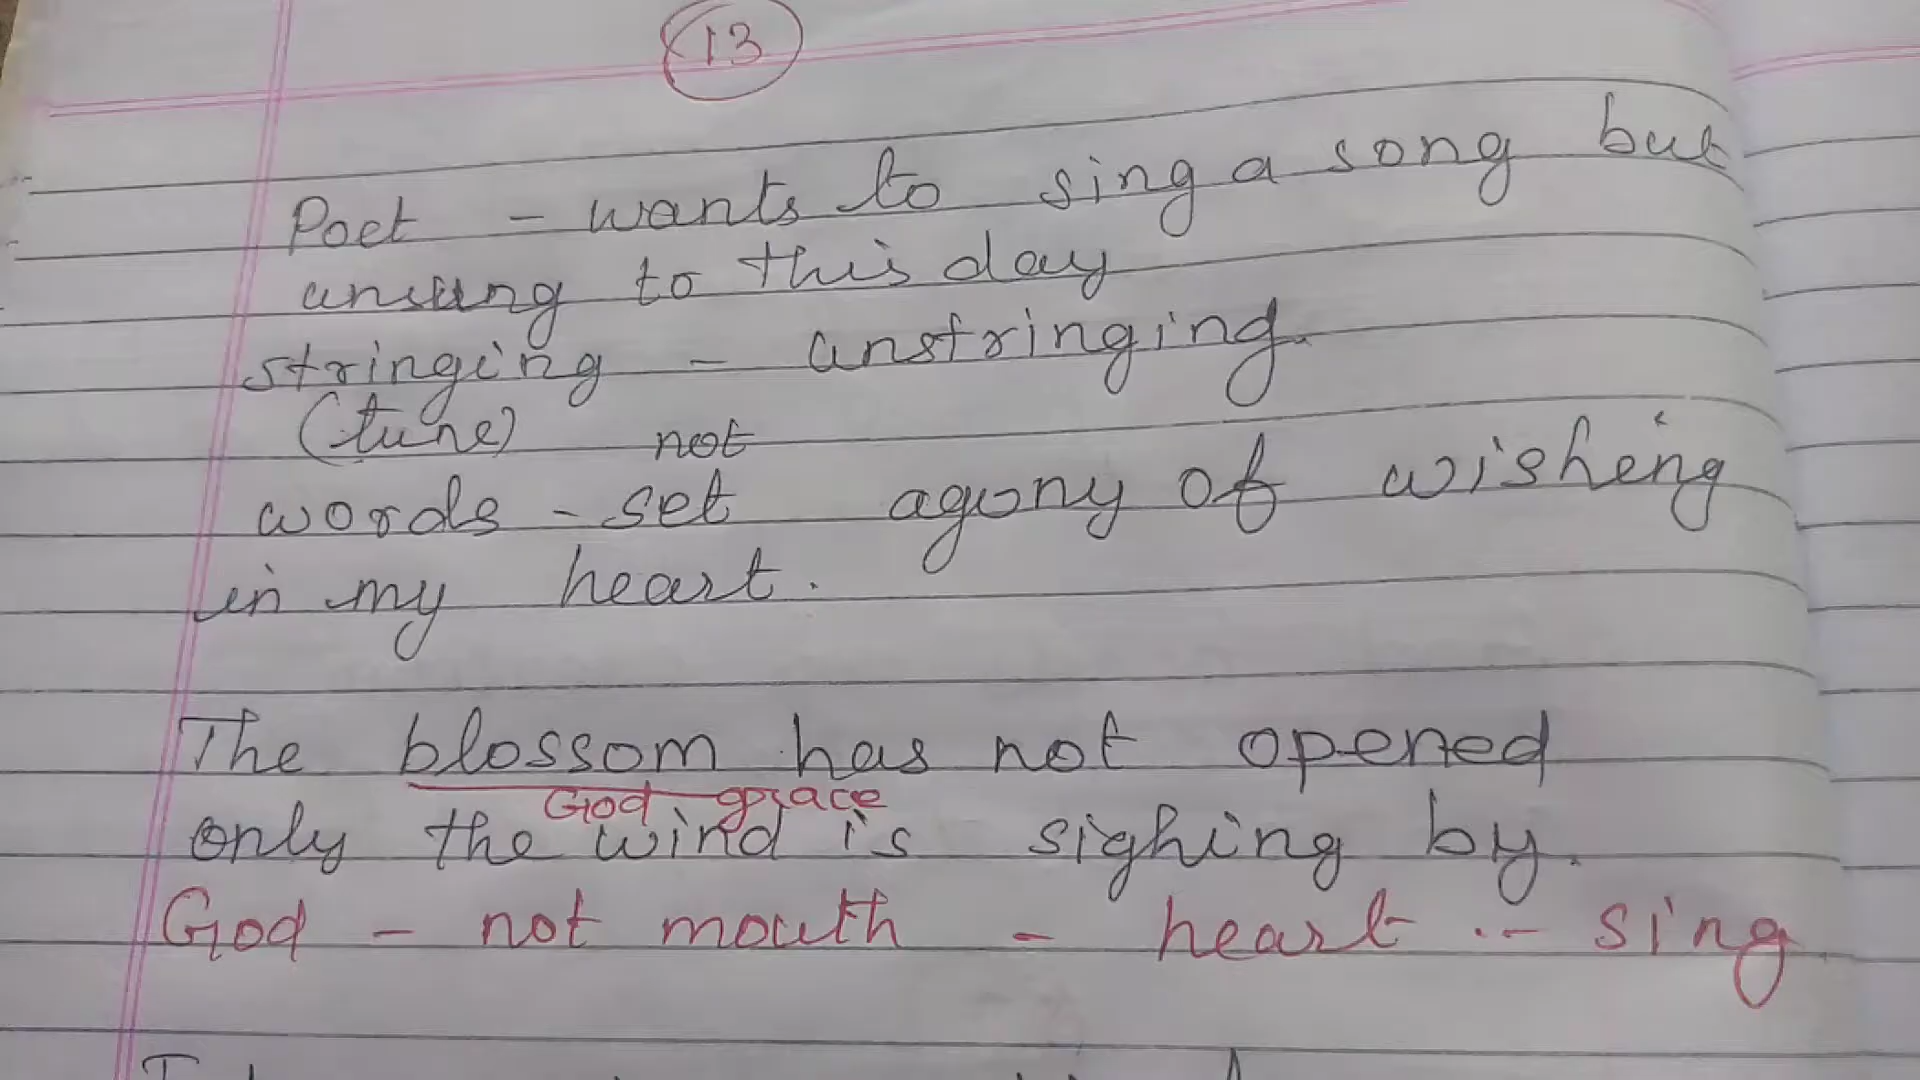 13
Poet - wants to sing a song but
unsung to this day
stringing - unstringing.
(tune) not
words - set agony of wishing
in my heart.
The blossom has not opened
God grace
only the wind is sighing by.
God - not mouth - heart - sing